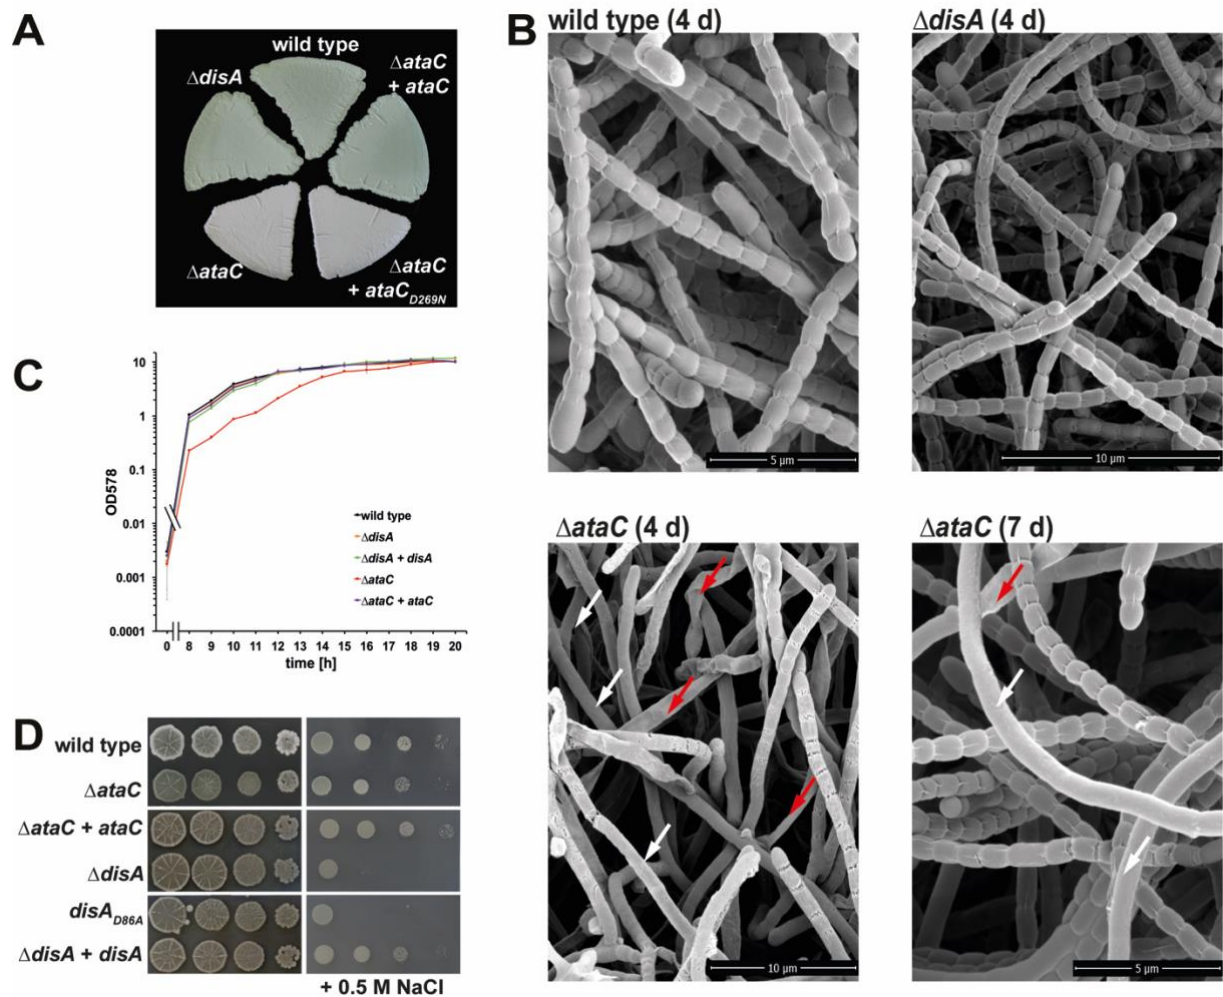 A
wild type
ΔdisA
ΔataC
+ ataC
ΔataC
ΔataC
+ ataC_D269N
B
wild type (4 d)
5 µm
ΔdisA (4 d)
10 µm
ΔataC (4 d)
10 µm
ΔataC (7 d)
5 µm
C
OD578
10
1
0.1
0.01
0.001
0.0001
0 8 9 10 11 12 13 14 15 16 17 18 19 20
time [h]
wild type
ΔdisA
ΔdisA + disA
ΔataC
ΔataC + ataC
D
wild type
ΔataC
ΔataC + ataC
ΔdisA
disA_D86A
ΔdisA + disA
+ 0.5 M NaCl